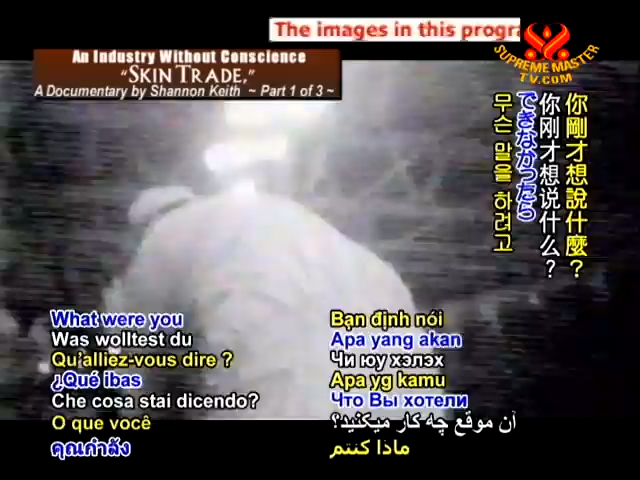 The images in this progra
SUPREME MASTER
TV.COM
An Industry Without Conscience
“SKIN TRADE,”
A Documentary by Shannon Keith ~ Part 1 of 3 ~
你剛才想說什麼？
你刚才想说什么？
できなかったら
무슨 말을 하려고
What were you
Was wolltest du
Qu'alliez-vous dire ?
¿Qué ibas
Che cosa stai dicendo?
O que você
คุณกำลัง
Bạn định nói
Apa yang akan
Чи юу хэлэх
Apa yg kamu
Что Вы хотели
آن موقع چه کار میکنید؟
ماذا كنتم